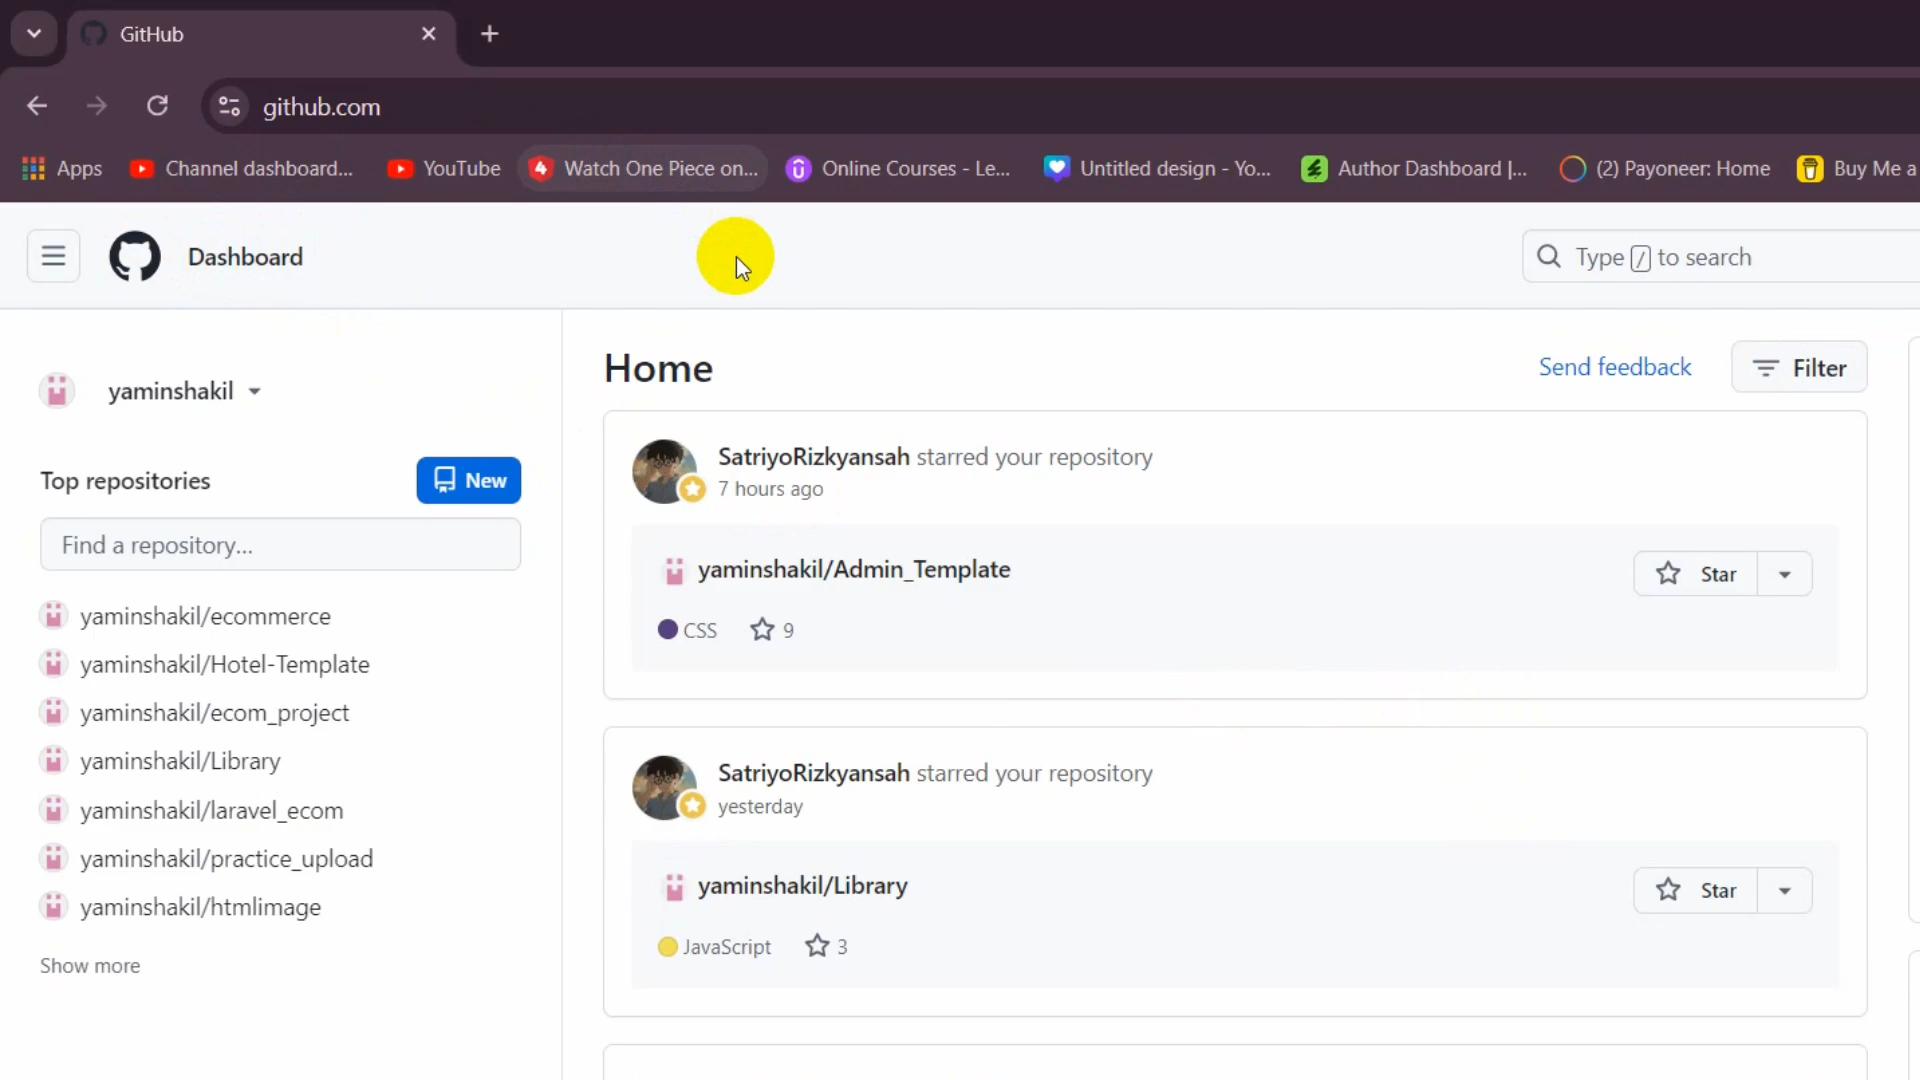 GitHub
github.com
Apps
Channel dashboard...
YouTube
Watch One Piece on...
Online Courses - Le...
Untitled design - Yo...
Author Dashboard |...
(2) Payoneer: Home
Buy Me a
Dashboard
Type / to search
yaminshakil
Top repositories
New
Find a repository...
yaminshakil/ecommerce
yaminshakil/Hotel-Template
yaminshakil/ecom_project
yaminshakil/Library
yaminshakil/laravel_ecom
yaminshakil/practice_upload
yaminshakil/htmlimage
Show more
Home
Send feedback
Filter
SatriyoRizkyansah starred your repository
7 hours ago
yaminshakil/Admin_Template
Star
CSS 9
SatriyoRizkyansah starred your repository
yesterday
yaminshakil/Library
Star
JavaScript 3